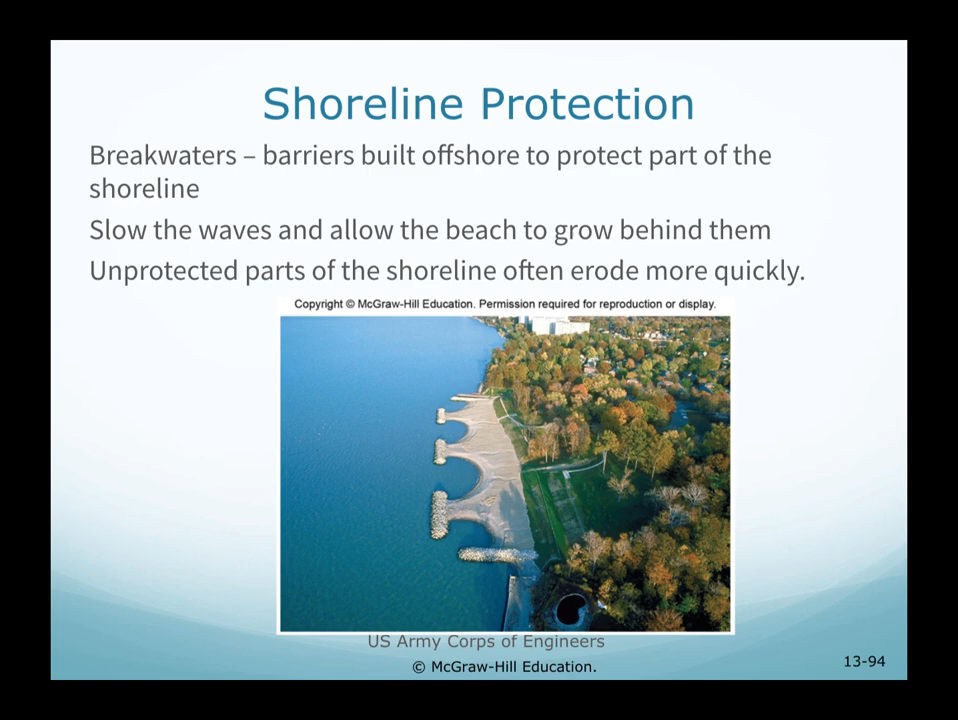 Shoreline Protection
Breakwaters – barriers built offshore to protect part of the
shoreline
Slow the waves and allow the beach to grow behind them
Unprotected parts of the shoreline often erode more quickly.
Copyright © McGraw-Hill Education. Permission required for reproduction or display.
US Army Corps of Engineers
© McGraw-Hill Education.
13-94